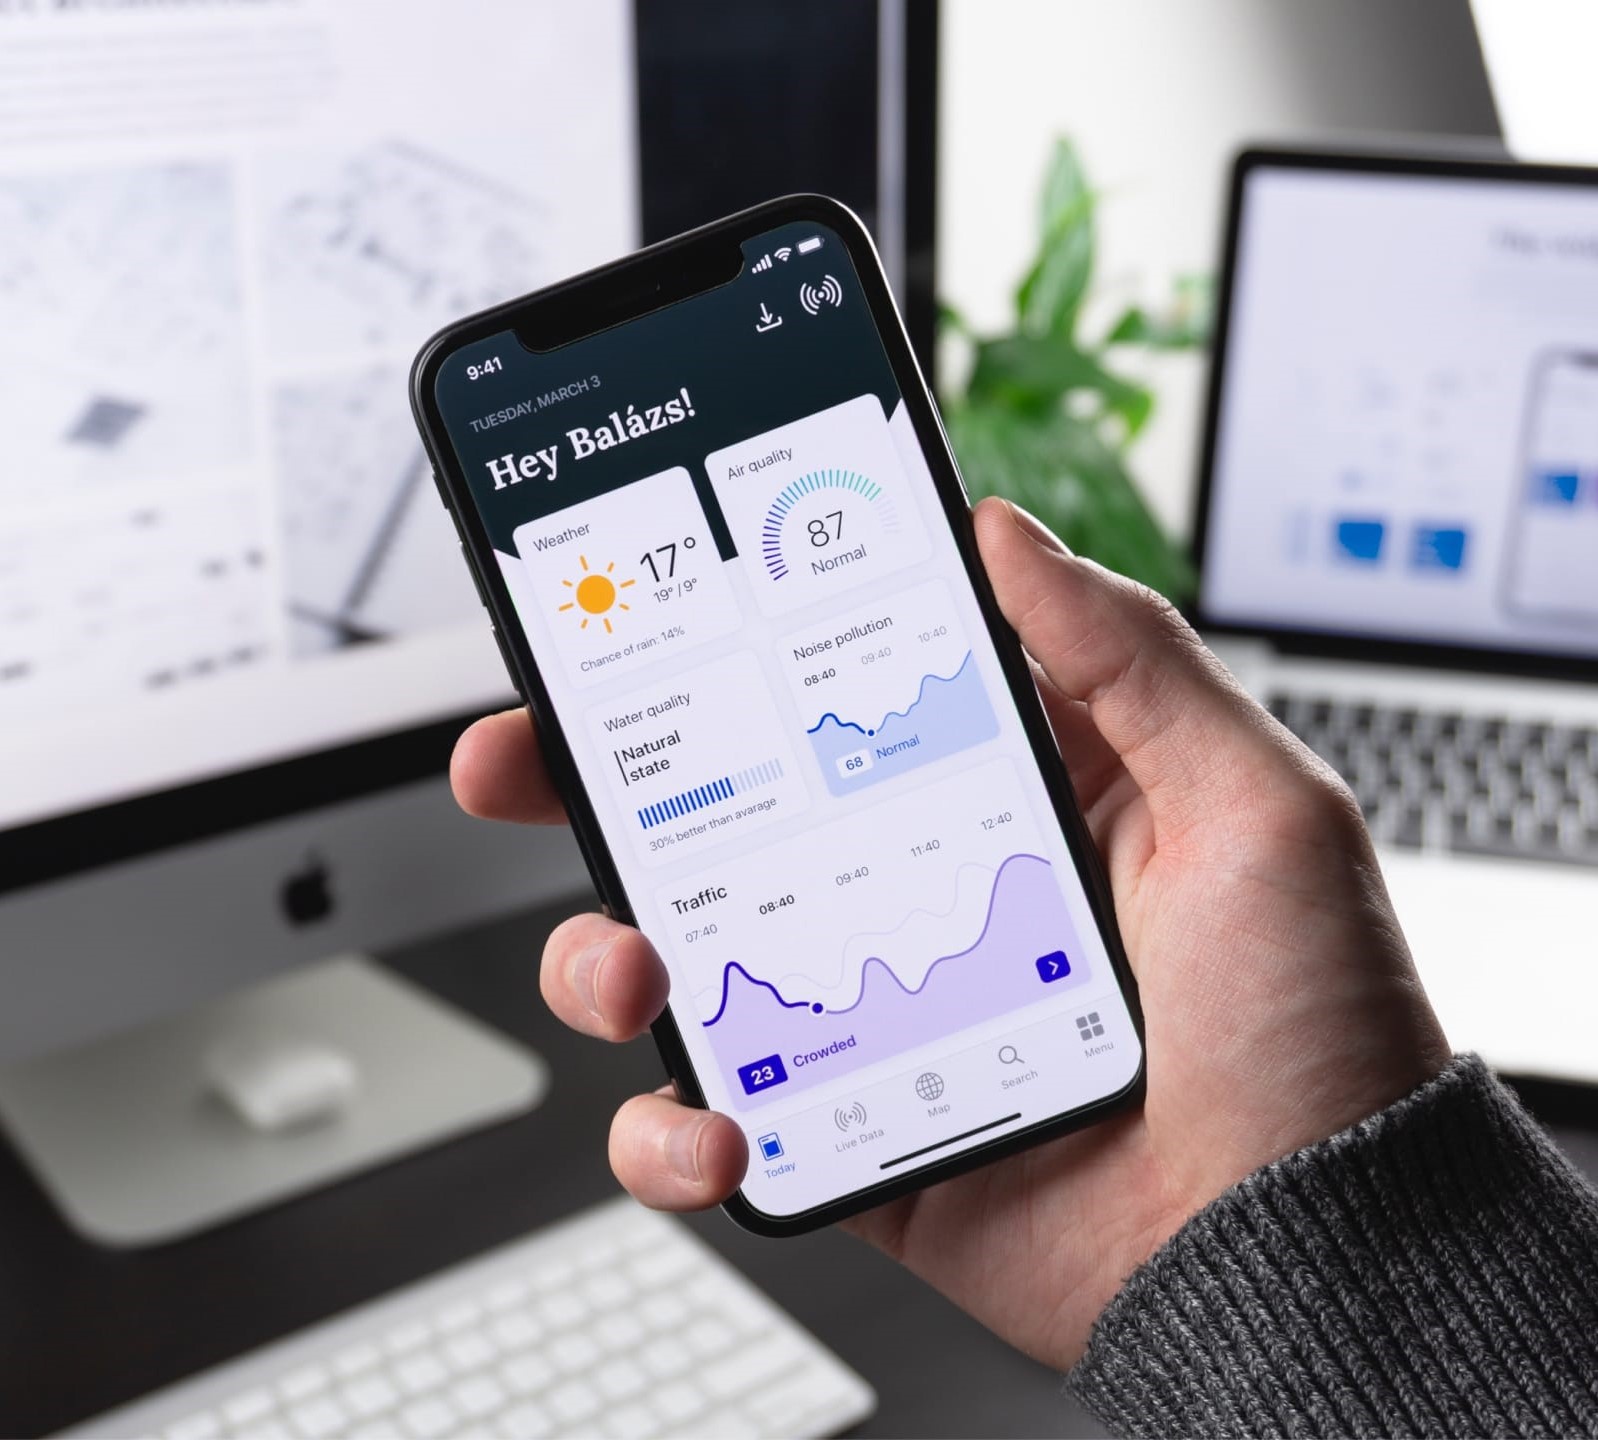 9:41
TUESDAY, MARCH 3
Hey Balázs!
Weather
17°
19° / 9°
Chance of rain: 14%
Air quality
87
Normal
Water quality
Natural
state
30% better than avarage
Noise pollution
08:40 09:40 10:40
68 Normal
Traffic
07:40 08:40 09:40 11:40 12:40
23 Crowded
Today Live Data Map Search Menu